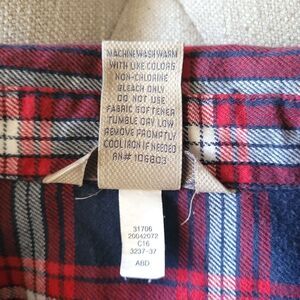 MACHINE WASH WARM
WITH LIKE COLORS
NON-CHLORINE
BLEACH ONLY
DO NOT USE
FABRIC SOFTENER
TUMBLE DRY LOW
REMOVE PROMPTLY
COOL IRON IF NEEDED
RN# 106803
31706
20042072
C16
3237-37
ABD